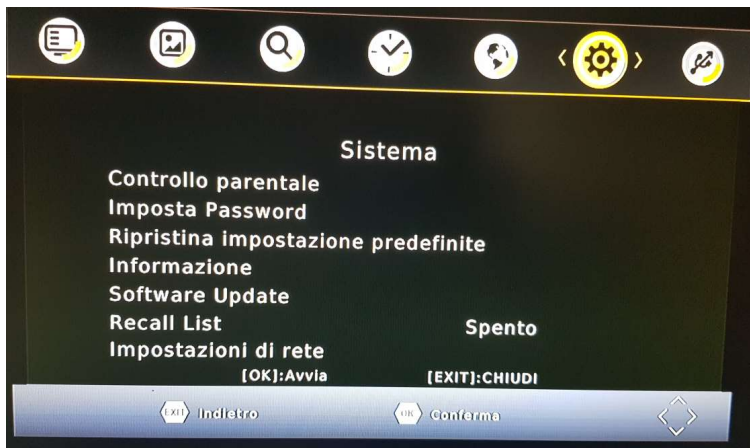 Sistema
Controllo parentale
Imposta Password
Ripristina impostazione predefinite
Informazione
Software Update
Recall List Spento
Impostazioni di rete
[OK]:Avvia [EXIT]:CHIUDI
EXIT Indietro OK Conferma